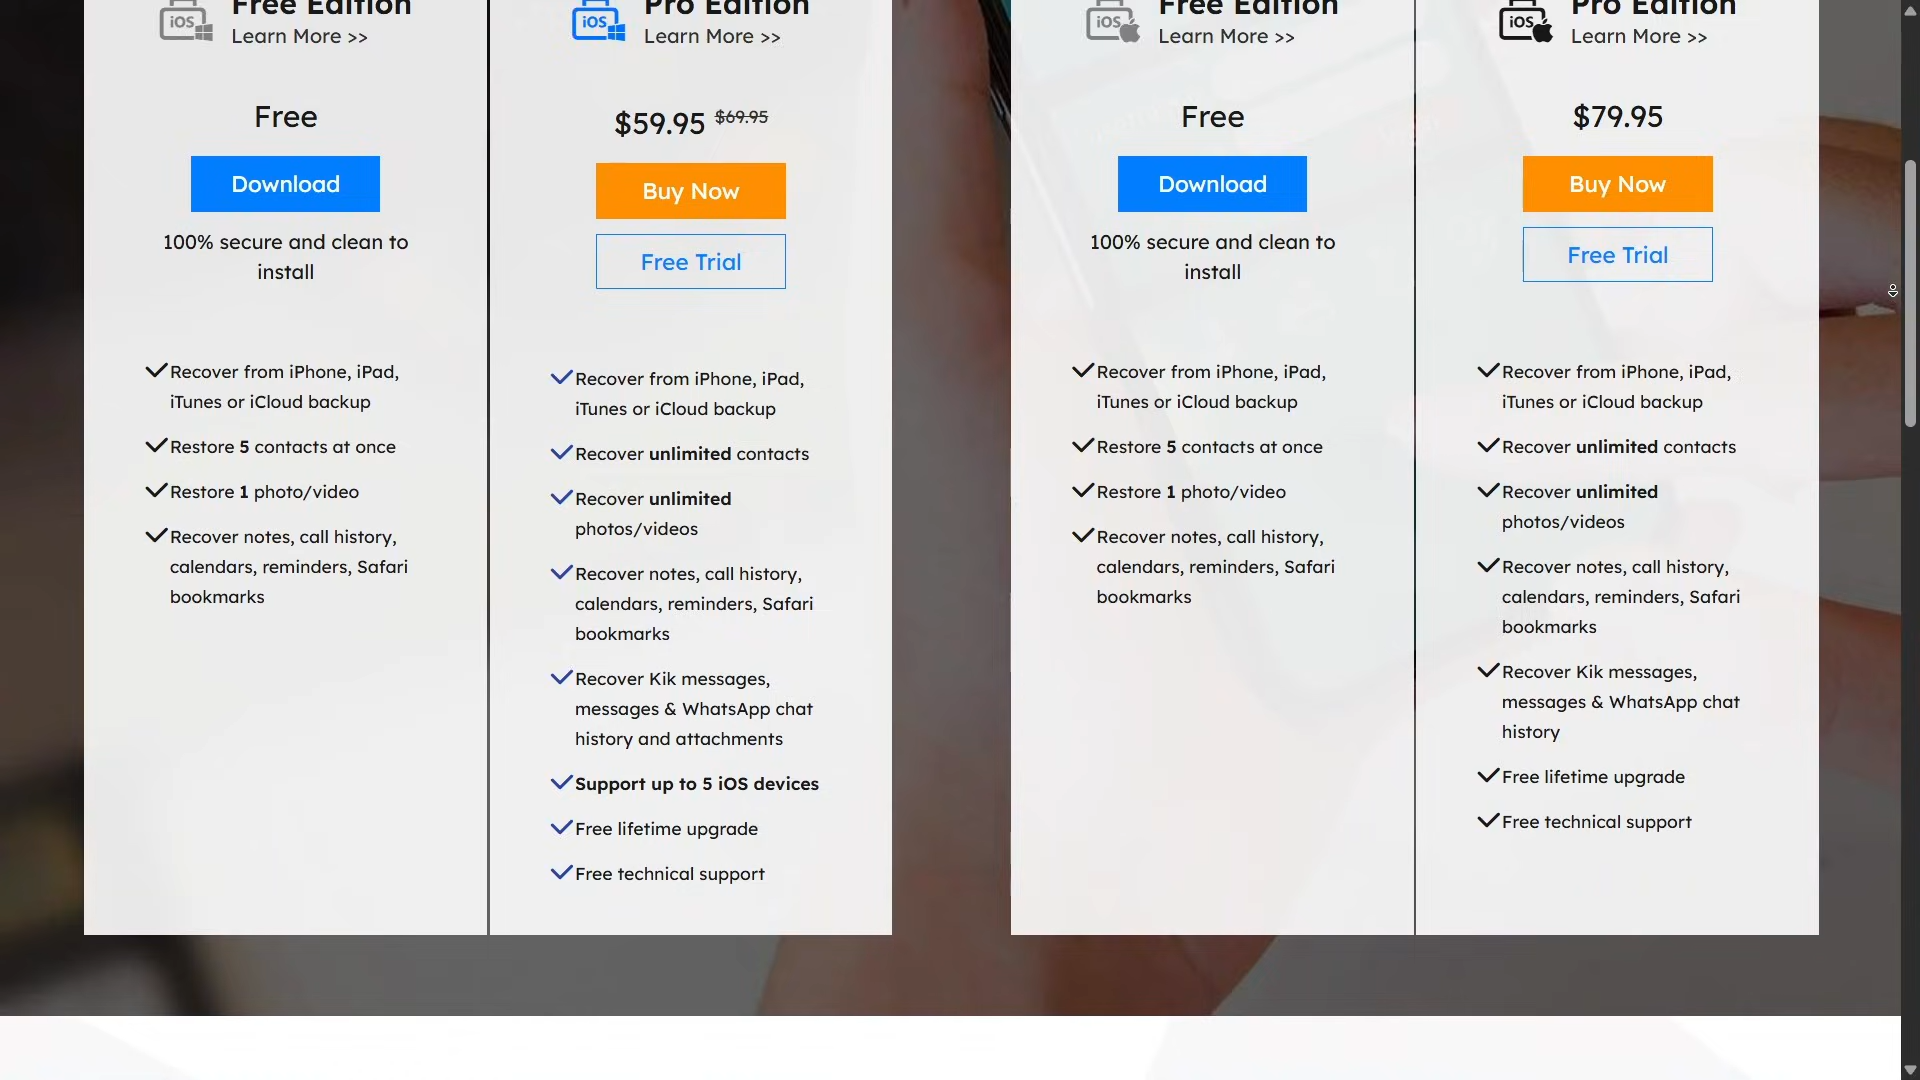 Free Edition
Learn More >>
Free
Download
100% secure and clean to
install
Recover from iPhone, iPad,
iTunes or iCloud backup
Restore 5 contacts at once
Restore 1 photo/video
Recover notes, call history,
calendars, reminders, Safari
bookmarks
Pro Edition
Learn More >>
$59.95 $69.95
Buy Now
Free Trial
Recover from iPhone, iPad,
iTunes or iCloud backup
Recover unlimited contacts
Recover unlimited
photos/videos
Recover notes, call history,
calendars, reminders, Safari
bookmarks
Recover Kik messages,
messages & WhatsApp chat
history and attachments
Support up to 5 iOS devices
Free lifetime upgrade
Free technical support
Free Edition
Learn More >>
Free
Download
100% secure and clean to
install
Recover from iPhone, iPad,
iTunes or iCloud backup
Restore 5 contacts at once
Restore 1 photo/video
Recover notes, call history,
calendars, reminders, Safari
bookmarks
Pro Edition
Learn More >>
$79.95
Buy Now
Free Trial
Recover from iPhone, iPad,
iTunes or iCloud backup
Recover unlimited contacts
Recover unlimited
photos/videos
Recover notes, call history,
calendars, reminders, Safari
bookmarks
Recover Kik messages,
messages & WhatsApp chat
history
Free lifetime upgrade
Free technical support
iOS
iOS
iOS
iOS